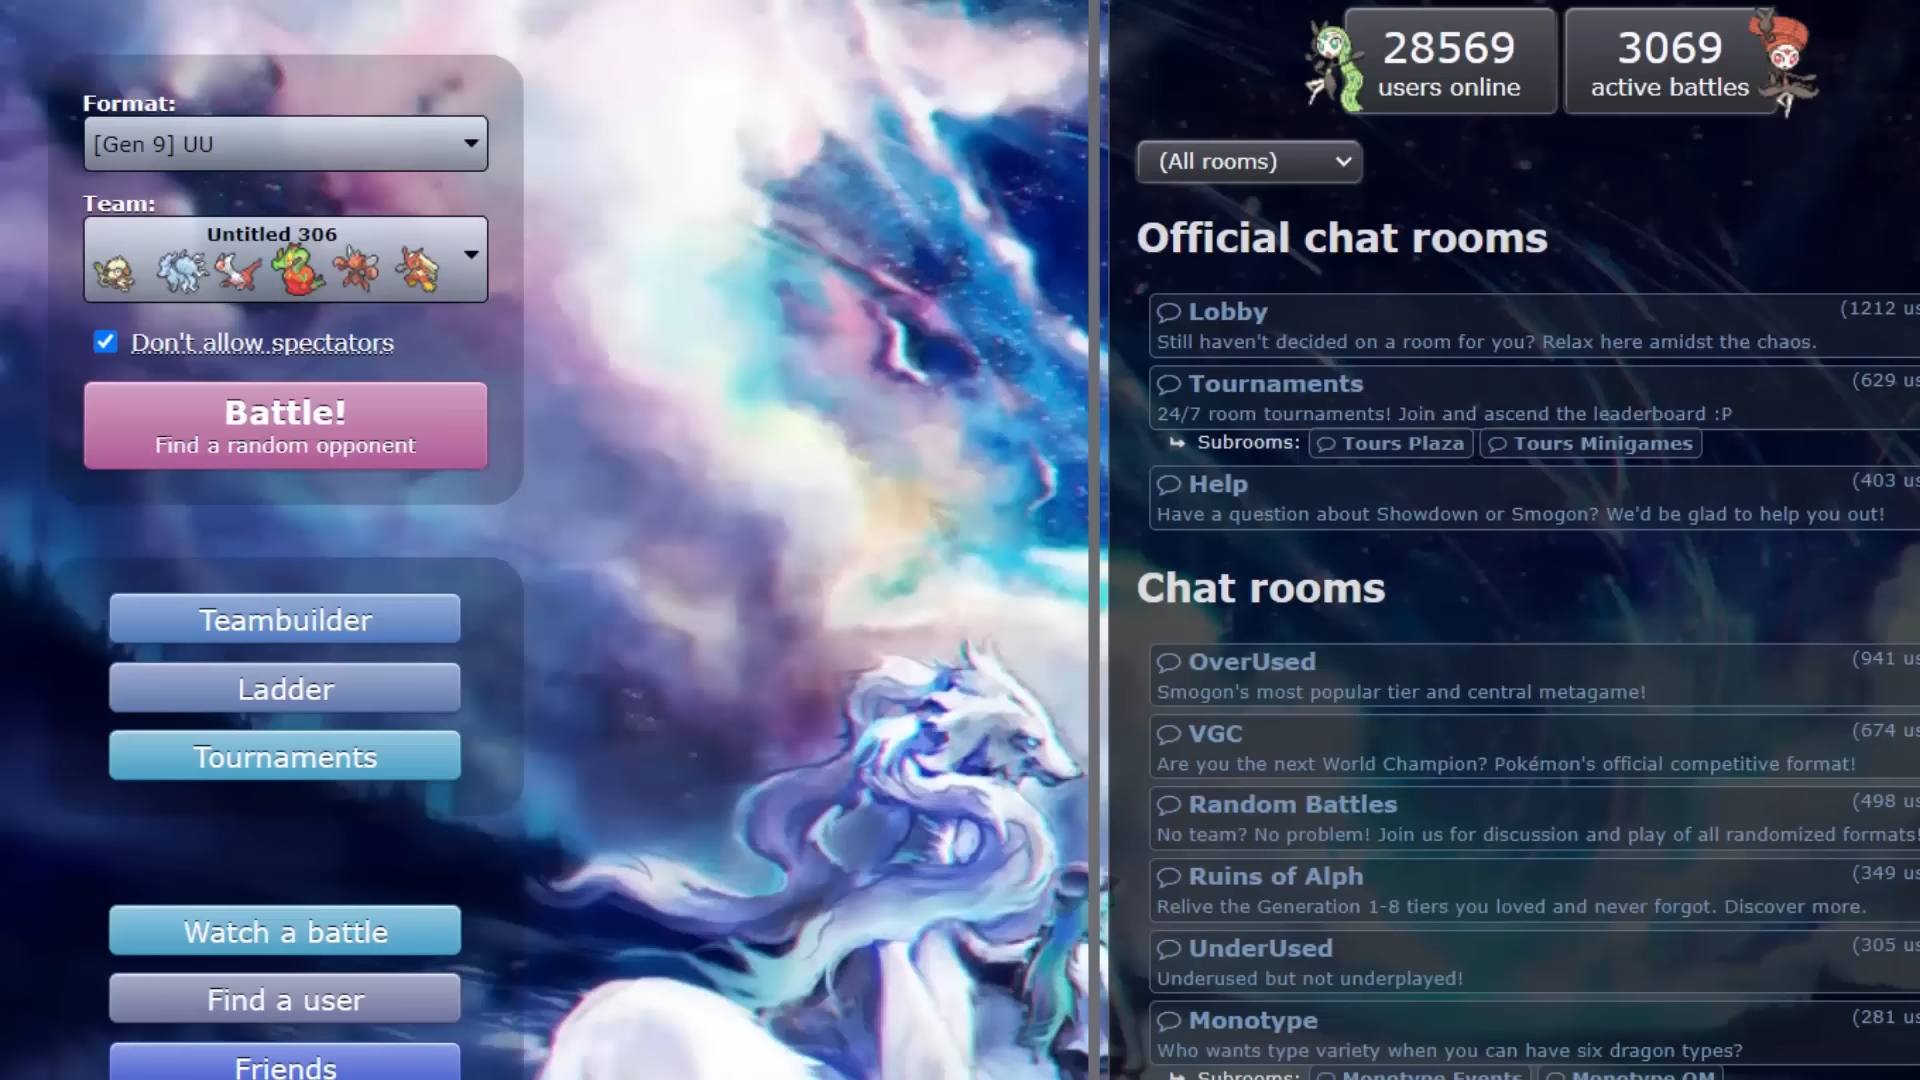 Format:
[Gen 9] UU
Team:
Untitled 306
Don't allow spectators
Battle!
Find a random opponent
Teambuilder
Ladder
Tournaments
Watch a battle
Find a user
Friends
28569
users online
3069
active battles
(All rooms)
Official chat rooms
Lobby
(1212 us
Still haven't decided on a room for you? Relax here amidst the chaos.
Tournaments
(629 us
24/7 room tournaments! Join and ascend the leaderboard :P
Subrooms: Tours Plaza Tours Minigames
Help
(403 us
Have a question about Showdown or Smogon? We'd be glad to help you out!
Chat rooms
OverUsed
(941 us
Smogon's most popular tier and central metagame!
VGC
(674 us
Are you the next World Champion? Pokémon's official competitive format!
Random Battles
(498 us
No team? No problem! Join us for discussion and play of all randomized formats!
Ruins of Alph
(349 us
Relive the Generation 1-8 tiers you loved and never forgot. Discover more.
UnderUsed
(305 us
Underused but not underplayed!
Monotype
(281 us
Who wants type variety when you can have six dragon types?
Subrooms: Monotype Events Monotype OM